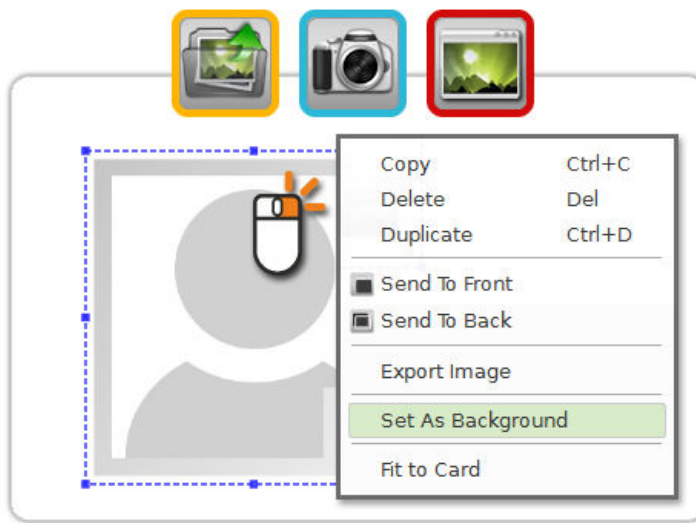 Copy Ctrl+C
Delete Del
Duplicate Ctrl+D
Send To Front
Send To Back
Export Image
Set As Background
Fit to Card